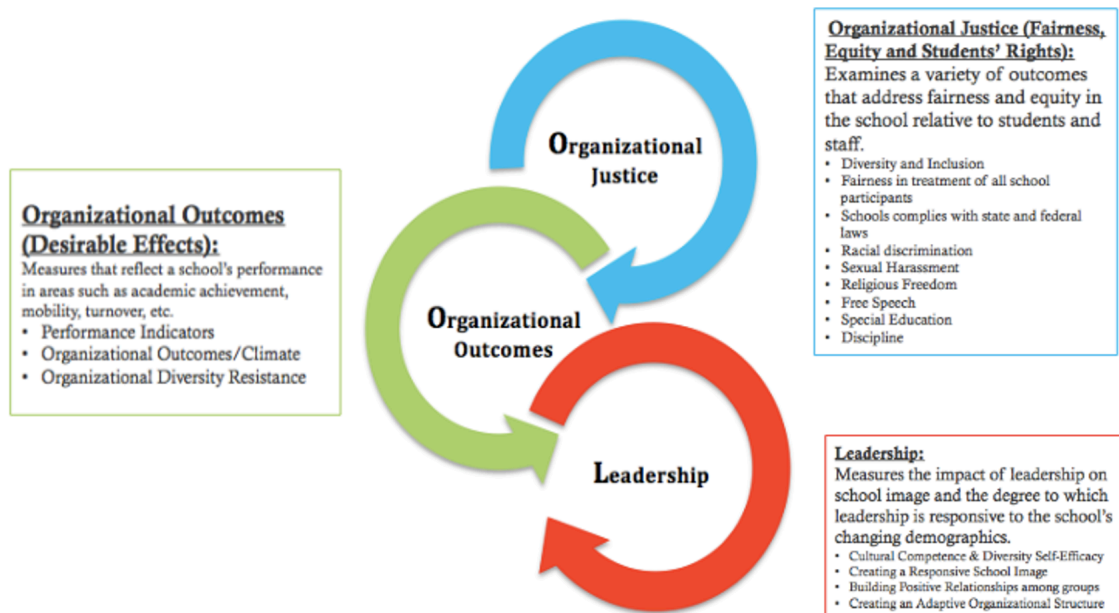 Organizational Justice (Fairness,
Equity and Students' Rights):
Examines a variety of outcomes
that address fairness and equity in
the school relative to students and
staff.
• Diversity and Inclusion
• Fairness in treatment of all school
participants
• Schools complies with state and federal
laws
• Racial discrimination
• Sexual Harassment
• Religious Freedom
• Free Speech
• Special Education
• Discipline
Organizational
Justice
Organizational Outcomes
(Desirable Effects):
Measures that reflect a school's performance
in areas such as academic achievement,
mobility, turnover, etc.
• Performance Indicators
• Organizational Outcomes/Climate
• Organizational Diversity Resistance
Organizational
Outcomes
Leadership
Leadership:
Measures the impact of leadership on
school image and the degree to which
leadership is responsive to the school's
changing demographics.
• Cultural Competence & Diversity Self-Efficacy
• Creating a Responsive School Image
• Building Positive Relationships among groups
• Creating an Adaptive Organizational Structure